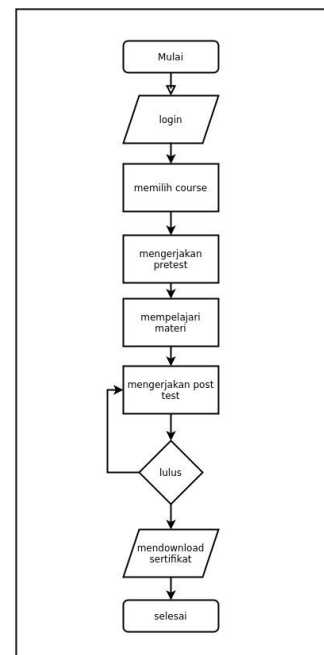 Mulai
login
memilih course
mengerjakan
pretest
mempelajari
materi
mengerjakan post
test
lulus
mendownload
sertifikat
selesai